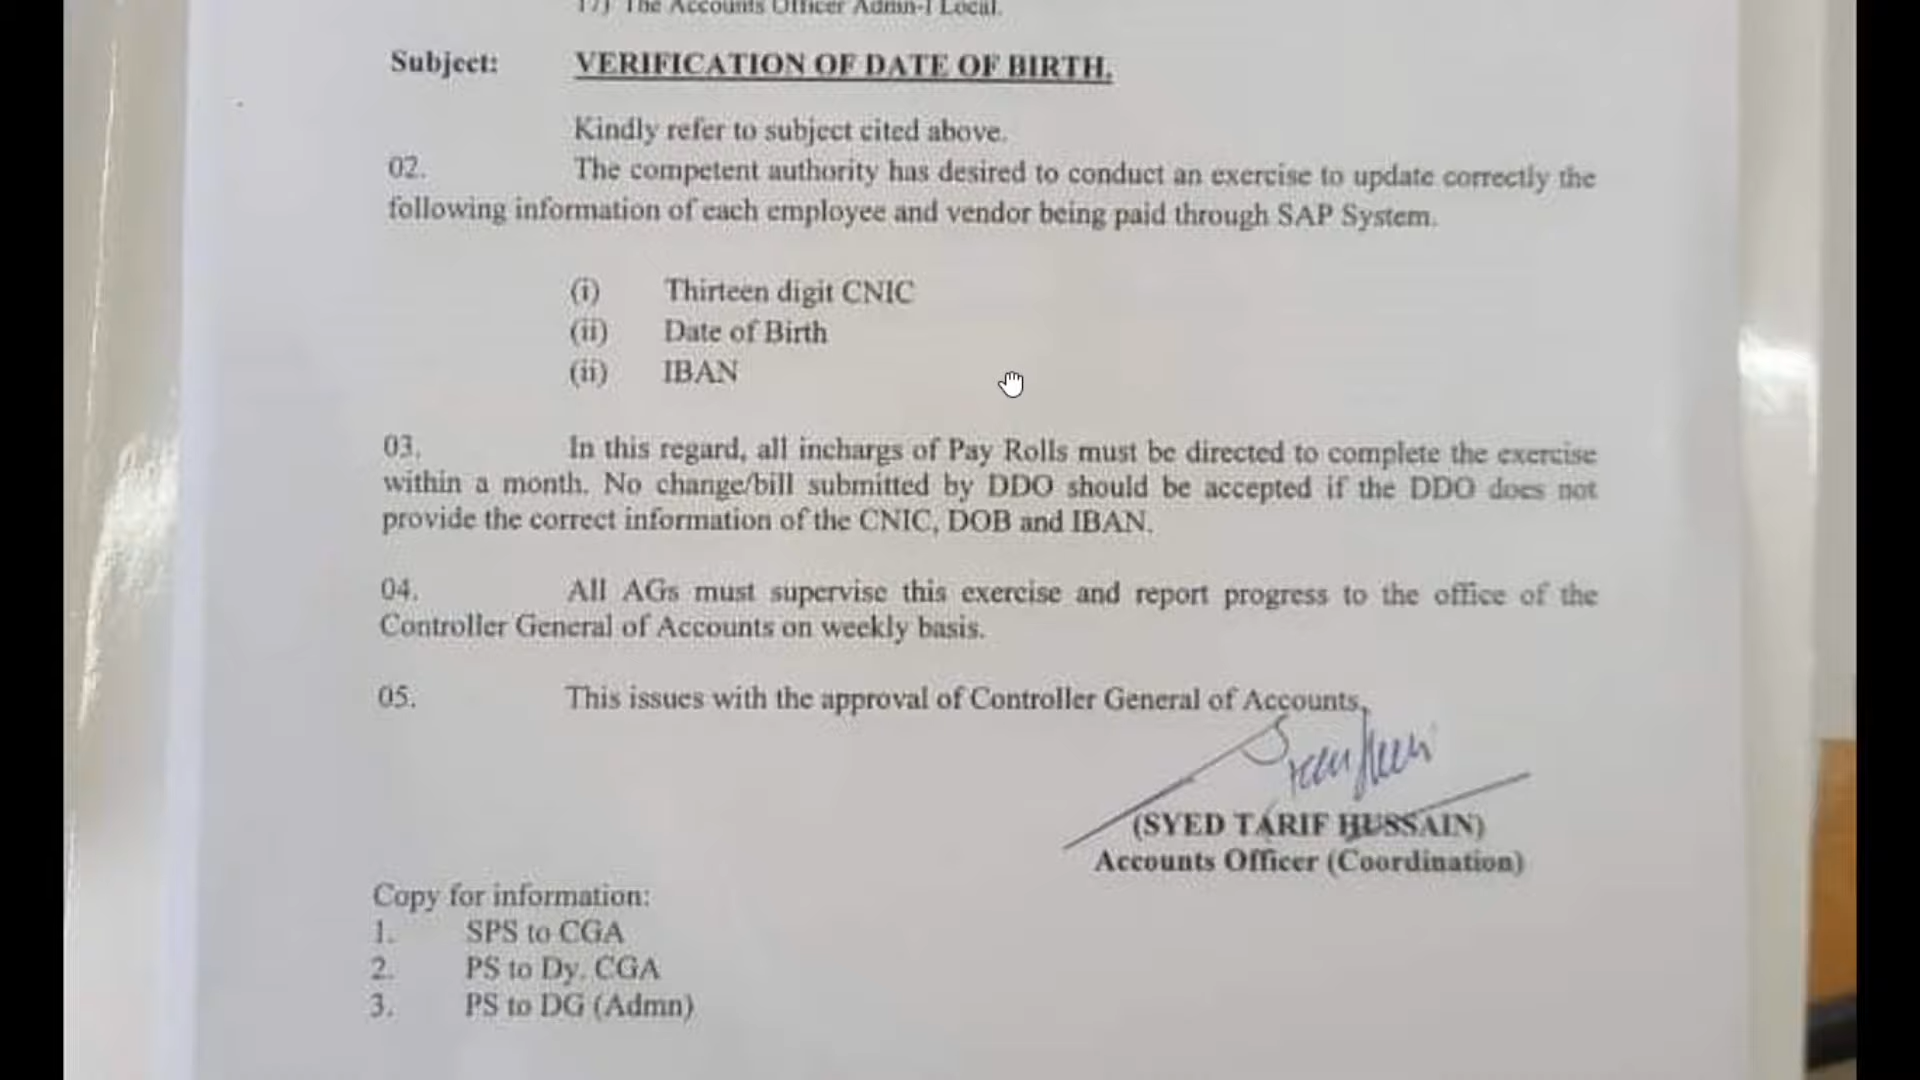 17) The Accounts Officer Admn-I Local.
Subject: VERIFICATION OF DATE OF BIRTH.
Kindly refer to subject cited above.
02. The competent authority has desired to conduct an exercise to update correctly the
following information of each employee and vendor being paid through SAP System.
(i) Thirteen digit CNIC
(ii) Date of Birth
(ii) IBAN
03. In this regard, all inchargs of Pay Rolls must be directed to complete the exercise
within a month. No change/bill submitted by DDO should be accepted if the DDO does not
provide the correct information of the CNIC, DOB and IBAN.
04. All AGs must supervise this exercise and report progress to the office of the
Controller General of Accounts on weekly basis.
05. This issues with the approval of Controller General of Accounts.
(SYED TARIF HUSSAIN)
Accounts Officer (Coordination)
Copy for information:
1. SPS to CGA
2. PS to Dy. CGA
3. PS to DG (Admn)